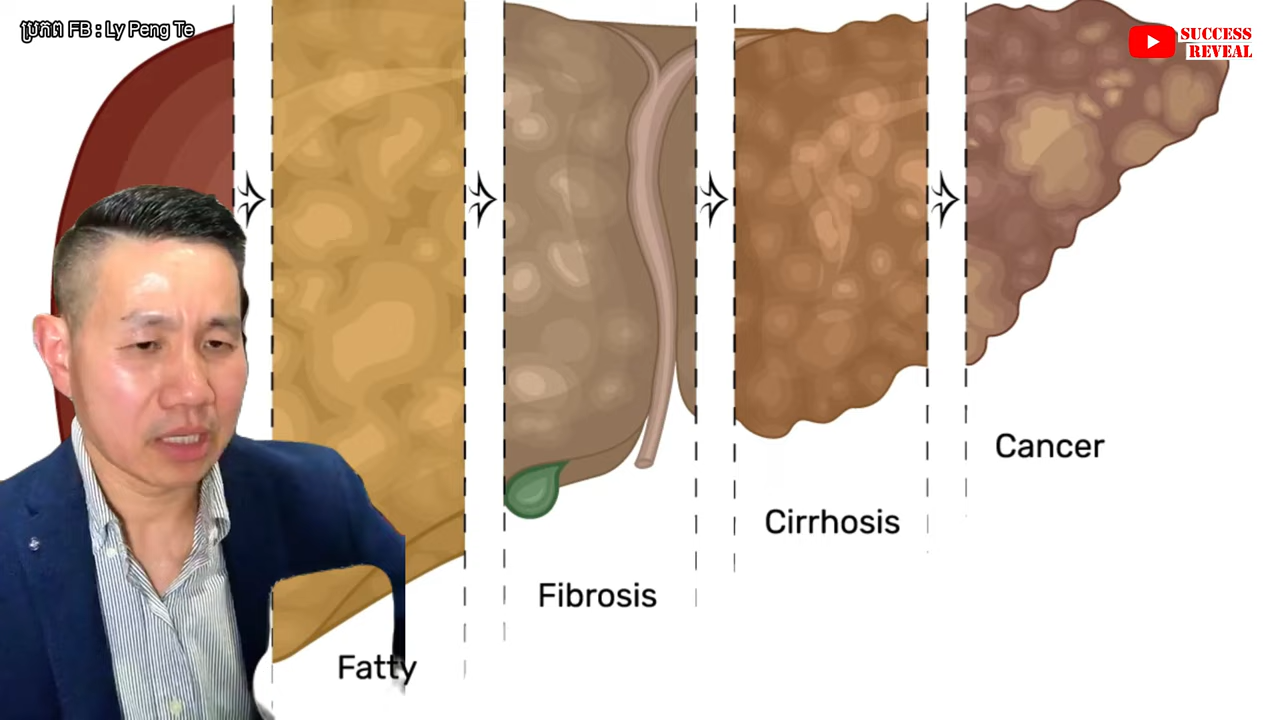 ប្រភព FB : Ly Peng Te
SUCCESS
REVEAL
Cancer
Cirrhosis
Fibrosis
Fatty